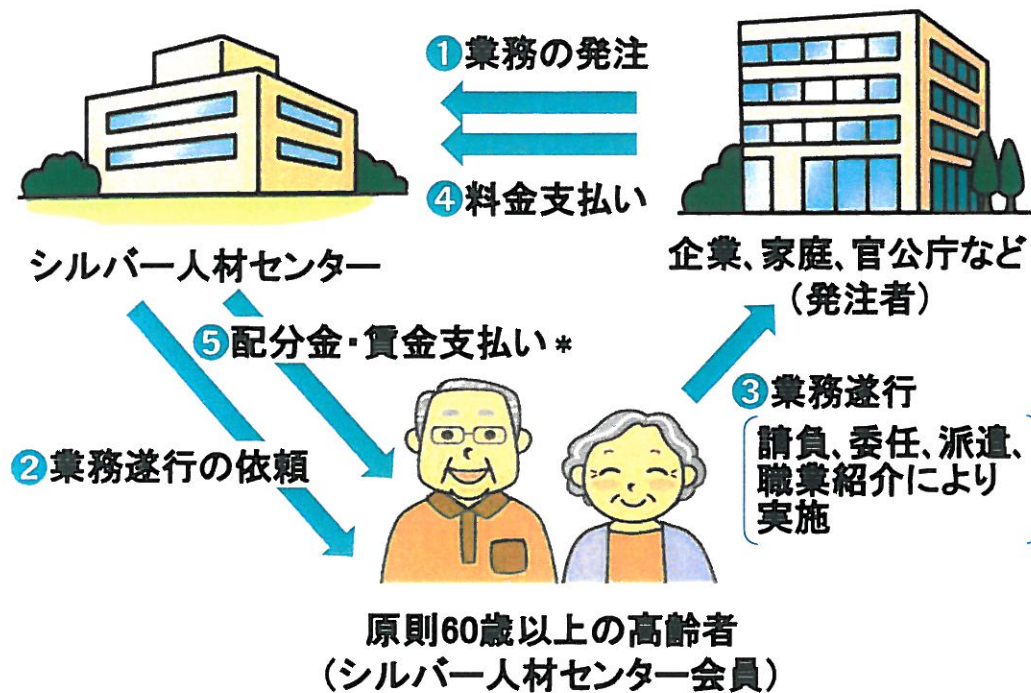 ❶業務の発注
❹料金支払い
シルバー人材センター
企業、家庭、官公庁など
(発注者)
❺配分金・賃金支払い*
❸業務遂行
請負、委任、派遣、
職業紹介により
実施
❷業務遂行の依頼
原則60歳以上の高齢者
(シルバー人材センター会員)